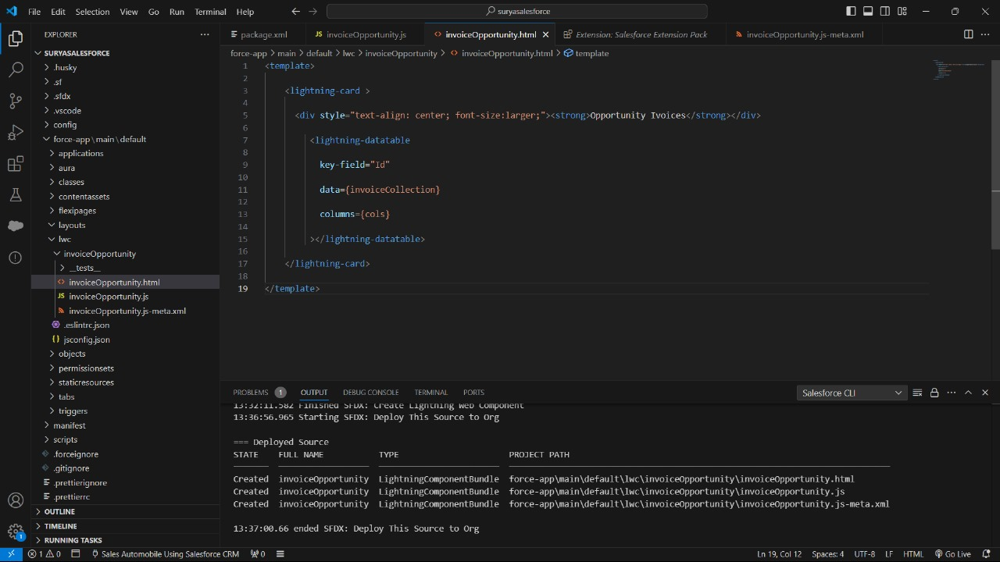 File Edit Selection View Go Run Terminal Help
suryasalesforce
EXPLORER
package.xml
JS invoiceOpportunity.js
invoiceOpportunity.html
Extension: Salesforce Extension Pack
invoiceOpportunity.js-meta.xml
SURYASALESFORCE
.husky
.sf
.sfdx
.vscode
config
force-app\main\default
applications
aura
classes
contentassets
flexipages
layouts
lwc
invoiceOpportunity
__tests__
invoiceOpportunity.html
JS invoiceOpportunity.js
invoiceOpportunity.js-meta.xml
.eslintrc.json
jsconfig.json
objects
permissionsets
staticresources
tabs
triggers
manifest
scripts
.forceignore
.gitignore
.prettierignore
.prettierrc
OUTLINE
TIMELINE
RUNNING TASKS
force-app > main > default > lwc > invoiceOpportunity > invoiceOpportunity.html > template
1 <template>
2
3 <lightning-card >
4
5 <div style="text-align: center; font-size:larger;"><strong>Opportunity Ivoices</strong></div>
6
7 <lightning-datatable
8
9 key-field="Id"
10
11 data={invoiceCollection}
12
13 columns={cols}
14
15 ></lightning-datatable>
16
17 </lightning-card>
18
19 </template>
PROBLEMS 1 OUTPUT DEBUG CONSOLE TERMINAL PORTS
Salesforce CLI
13:32:11.582 Finished SFDX: Create Lightning Web Component
13:36:56.965 Starting SFDX: Deploy This Source to Org
=== Deployed Source
STATE FULL NAME TYPE PROJECT PATH
Created invoiceOpportunity LightningComponentBundle force-app\main\default\lwc\invoiceOpportunity\invoiceOpportunity.html
Created invoiceOpportunity LightningComponentBundle force-app\main\default\lwc\invoiceOpportunity\invoiceOpportunity.js
Created invoiceOpportunity LightningComponentBundle force-app\main\default\lwc\invoiceOpportunity\invoiceOpportunity.js-meta.xml
13:37:00.66 ended SFDX: Deploy This Source to Org
1
1 0 Sales Automobile Using Salesforce CRM 0
Ln 19, Col 12 Spaces: 4 UTF-8 LF HTML Go Live